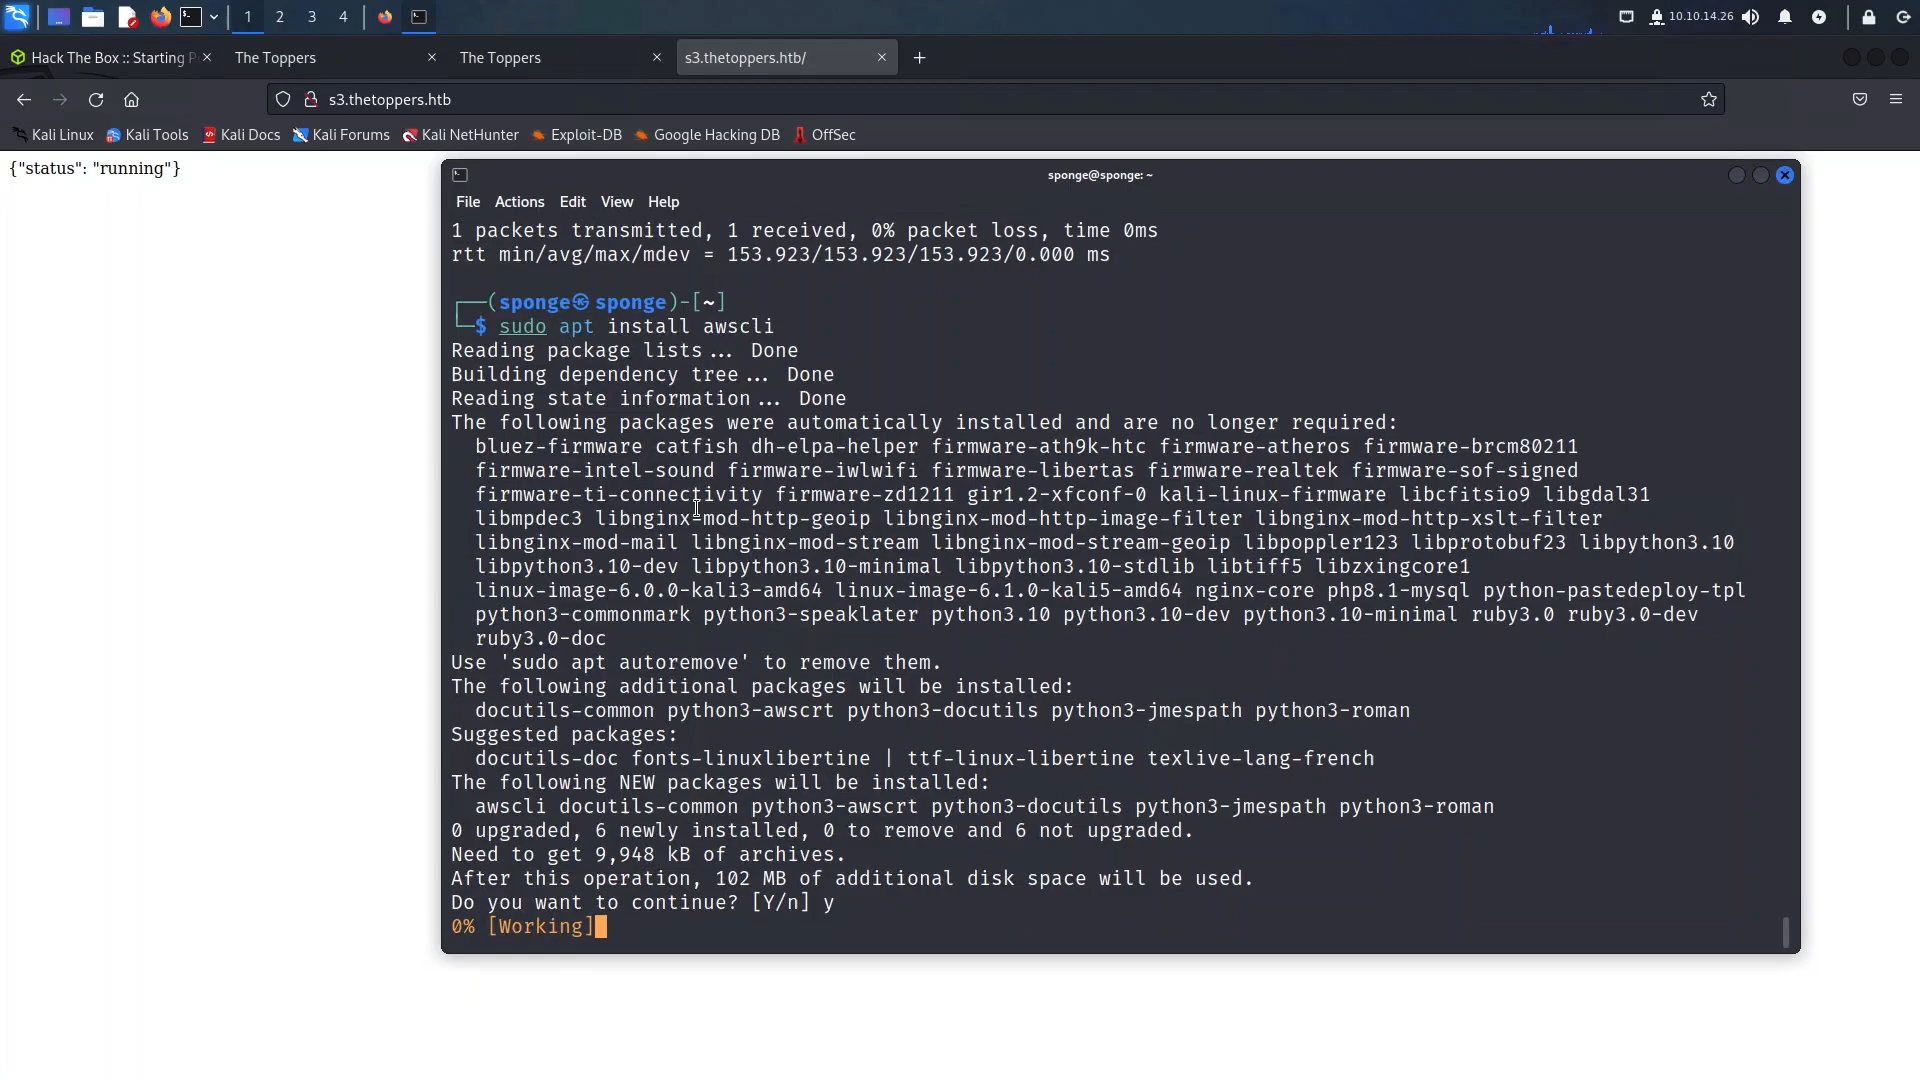 1 2 3 4 10.10.14.26
Hack The Box :: Starting P
The Toppers
The Toppers
s3.thetoppers.htb/
s3.thetoppers.htb
Kali Linux Kali Tools Kali Docs Kali Forums Kali NetHunter Exploit-DB Google Hacking DB OffSec
{"status": "running"}
sponge@sponge: ~
File Actions Edit View Help
1 packets transmitted, 1 received, 0% packet loss, time 0ms
rtt min/avg/max/mdev = 153.923/153.923/153.923/0.000 ms
┌──(sponge㉿sponge)-[~]
└─$ sudo apt install awscli
Reading package lists... Done
Building dependency tree... Done
Reading state information... Done
The following packages were automatically installed and are no longer required:
bluez-firmware catfish dh-elpa-helper firmware-ath9k-htc firmware-atheros firmware-brcm80211
firmware-intel-sound firmware-iwlwifi firmware-libertas firmware-realtek firmware-sof-signed
firmware-ti-connectivity firmware-zd1211 gir1.2-xfconf-0 kali-linux-firmware libcfitsio9 libgdal31
libmpdec3 libnginx-mod-http-geoip libnginx-mod-http-image-filter libnginx-mod-http-xslt-filter
libnginx-mod-mail libnginx-mod-stream libnginx-mod-stream-geoip libpoppler123 libprotobuf23 libpython3.10
libpython3.10-dev libpython3.10-minimal libpython3.10-stdlib libtiff5 libzxingcore1
linux-image-6.0.0-kali3-amd64 linux-image-6.1.0-kali5-amd64 nginx-core php8.1-mysql python-pastedeploy-tpl
python3-commonmark python3-speaklater python3.10 python3.10-dev python3.10-minimal ruby3.0 ruby3.0-dev
ruby3.0-doc
Use 'sudo apt autoremove' to remove them.
The following additional packages will be installed:
docutils-common python3-awscrt python3-docutils python3-jmespath python3-roman
Suggested packages:
docutils-doc fonts-linuxlibertine | ttf-linux-libertine texlive-lang-french
The following NEW packages will be installed:
awscli docutils-common python3-awscrt python3-docutils python3-jmespath python3-roman
0 upgraded, 6 newly installed, 0 to remove and 6 not upgraded.
Need to get 9,948 kB of archives.
After this operation, 102 MB of additional disk space will be used.
Do you want to continue? [Y/n] y
0% [Working]